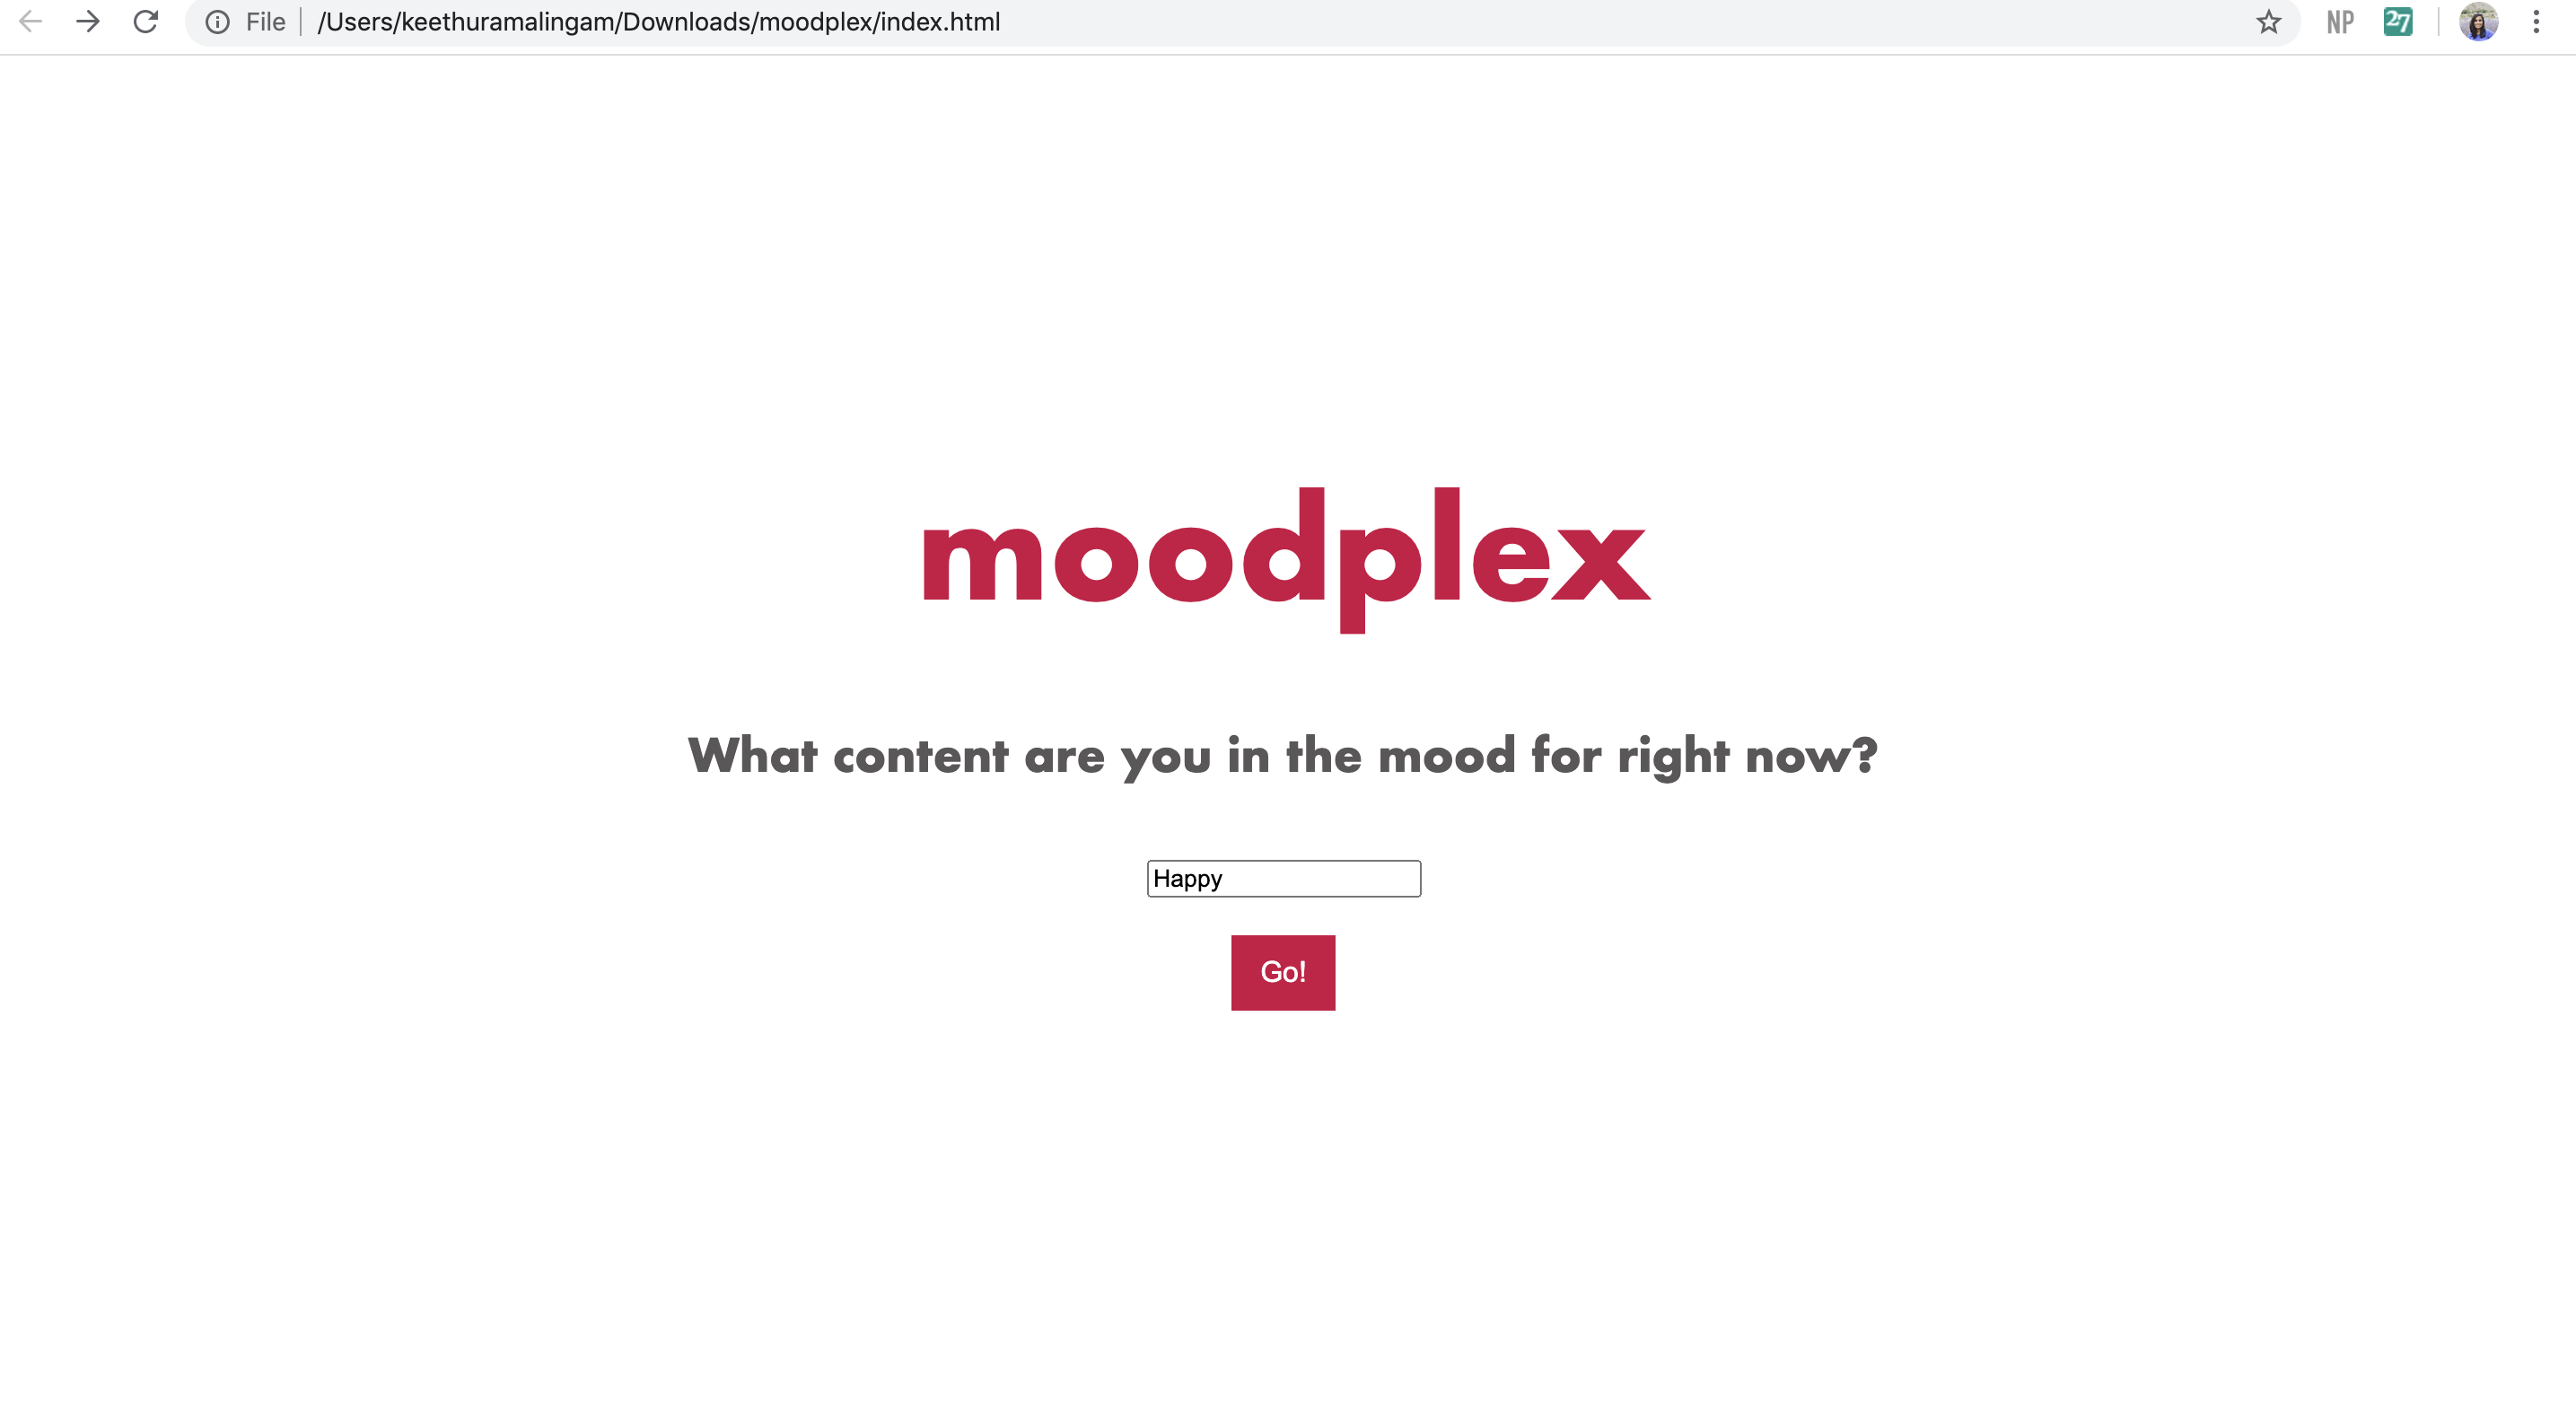 File /Users/keethuramalingam/Downloads/moodplex/index.html NP 27
moodplex
What content are you in the mood for right now?
Happy
Go!